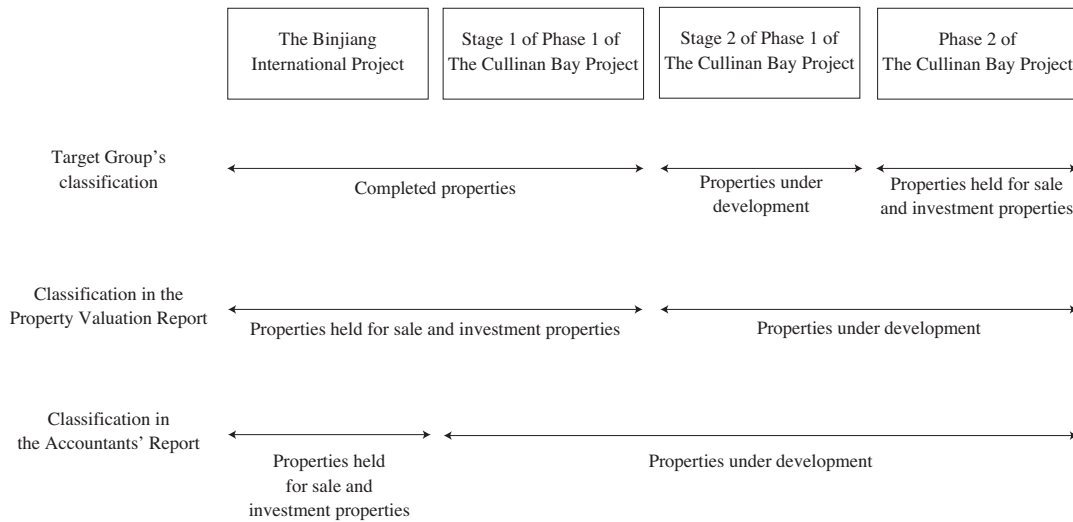 The Binjiang
International Project
Stage 1 of Phase 1 of
The Cullinan Bay Project
Stage 2 of Phase 1 of
The Cullinan Bay Project
Phase 2 of
The Cullinan Bay Project
Target Group’s
classification
Completed properties
Properties under
development
Properties held for sale
and investment properties
Classification in the
Property Valuation Report
Properties held for sale and investment properties
Properties under development
Classification in
the Accountants’ Report
Properties held
for sale and
investment properties
Properties under development